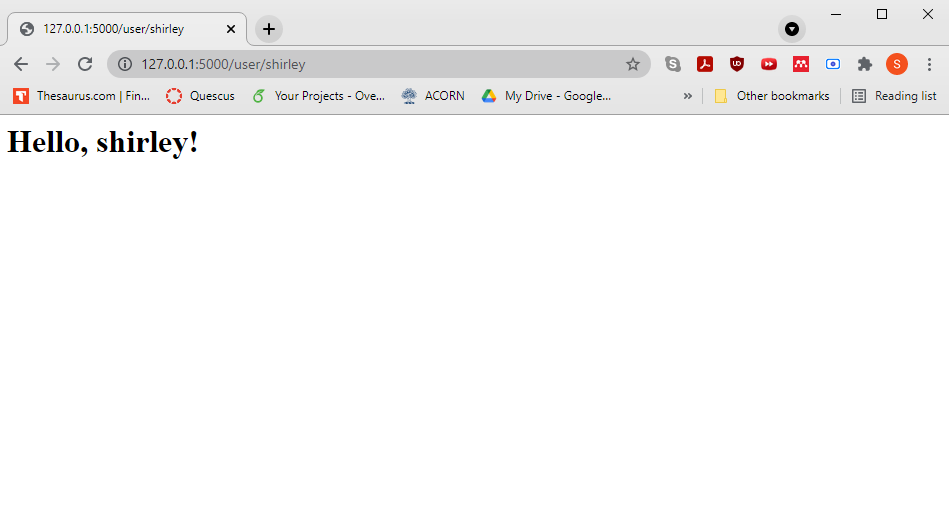 127.0.0.1:5000/user/shirley
127.0.0.1:5000/user/shirley
S
Thesaurus.com | Fin... Quescus Your Projects - Ove... ACORN My Drive - Google... » Other bookmarks Reading list
Hello, shirley!